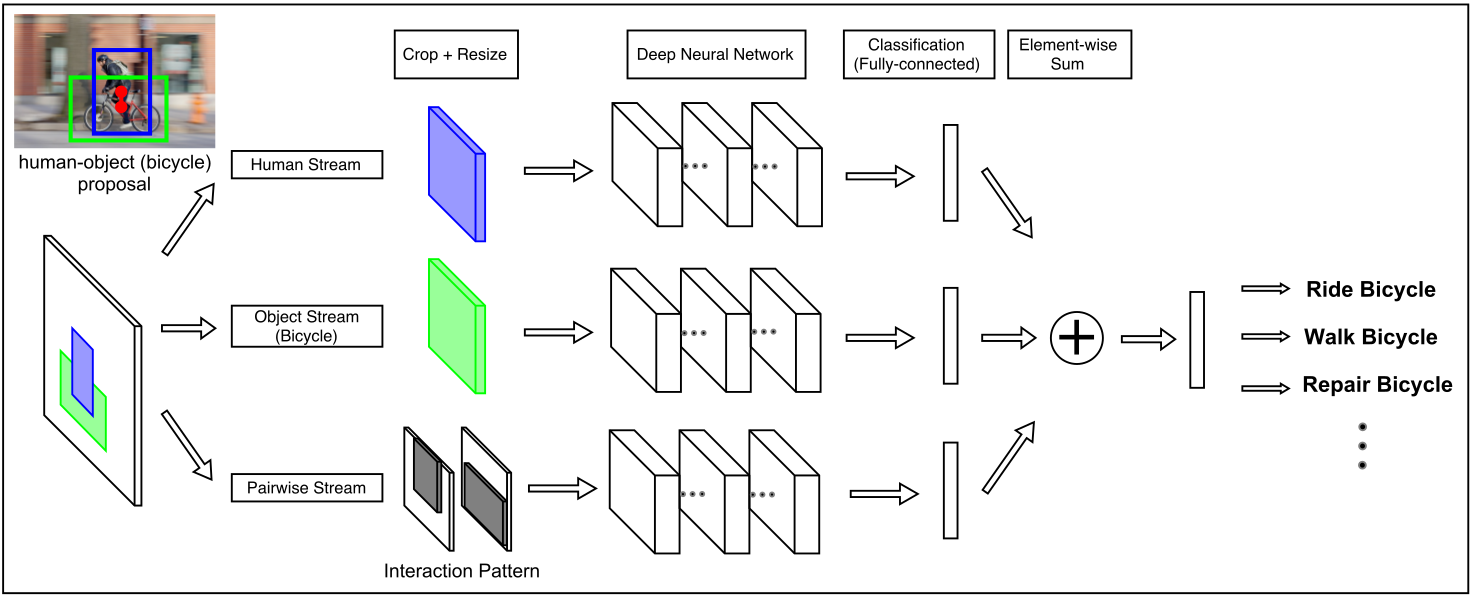 Crop + Resize
Deep Neural Network
Classification
(Fully-connected)
Element-wise
Sum
human-object (bicycle)
proposal
Human Stream
Object Stream
(Bicycle)
Pairwise Stream
Interaction Pattern
Ride Bicycle
Walk Bicycle
Repair Bicycle